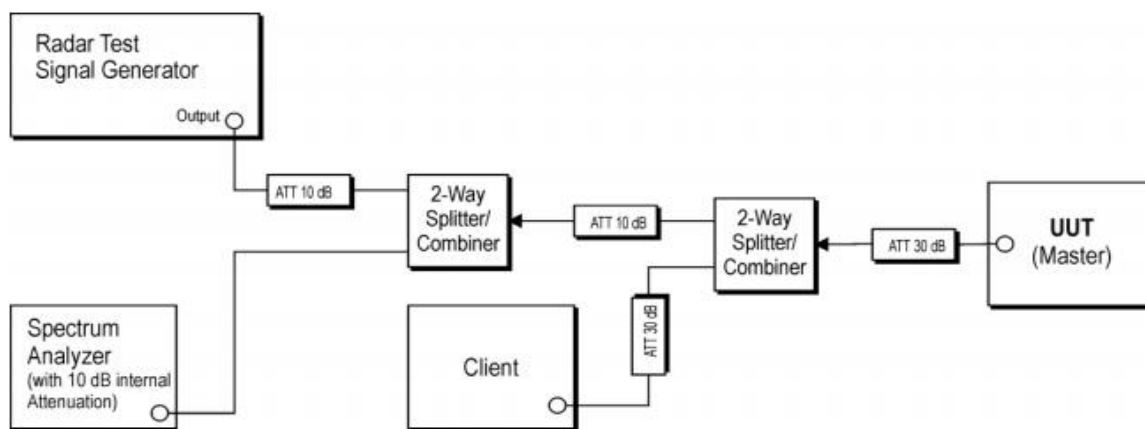 Radar Test
Signal Generator
Output
ATT 10 dB
2-Way
Splitter/
Combiner
ATT 10 dB
2-Way
Splitter/
Combiner
ATT 30 dB
UUT
(Master)
Spectrum
Analyzer
(with 10 dB internal
Attenuation)
Client
ATT 30 dB